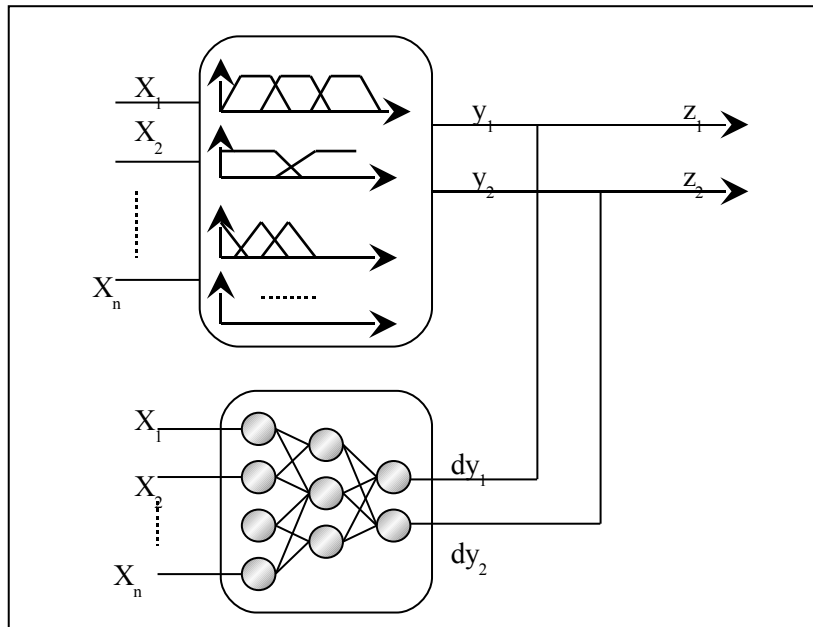 X₁
X₂
Xₙ
y₁ z₁
y₂ z₂
X₁
X₂
Xₙ
dy₁
dy₂